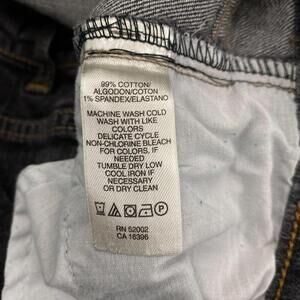 99% COTTON/
ALGODON/COTON
1% SPANDEX/ELASTANO
MACHINE WASH COLD
WASH WITH LIKE
COLORS
DELICATE CYCLE
NON-CHLORINE BLEACH
FOR COLORS, IF
NEEDED
TUMBLE DRY LOW
COOL IRON IF
NECESSARY
OR DRY CLEAN
P
RN 52002
CA 16396